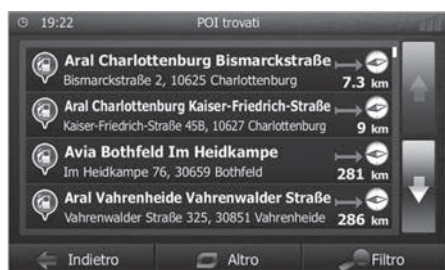 19:22 POI trovati
Aral Charlottenburg Bismarckstraße
Bismarckstraße 2, 10625 Charlottenburg 7.3 km
Aral Charlottenburg Kaiser-Friedrich-Straße
Kaiser-Friedrich-Straße 45B, 10627 Charlottenburg 9 km
Avia Bothfeld Im Heidkampe
Im Heidkampe 76, 30659 Bothfeld 281 km
Aral Vahrenheide Vahrenwalder Straße
Vahrenwalder Straße 325, 30851 Vahrenheide 286 km
Indietro Altro Filtro